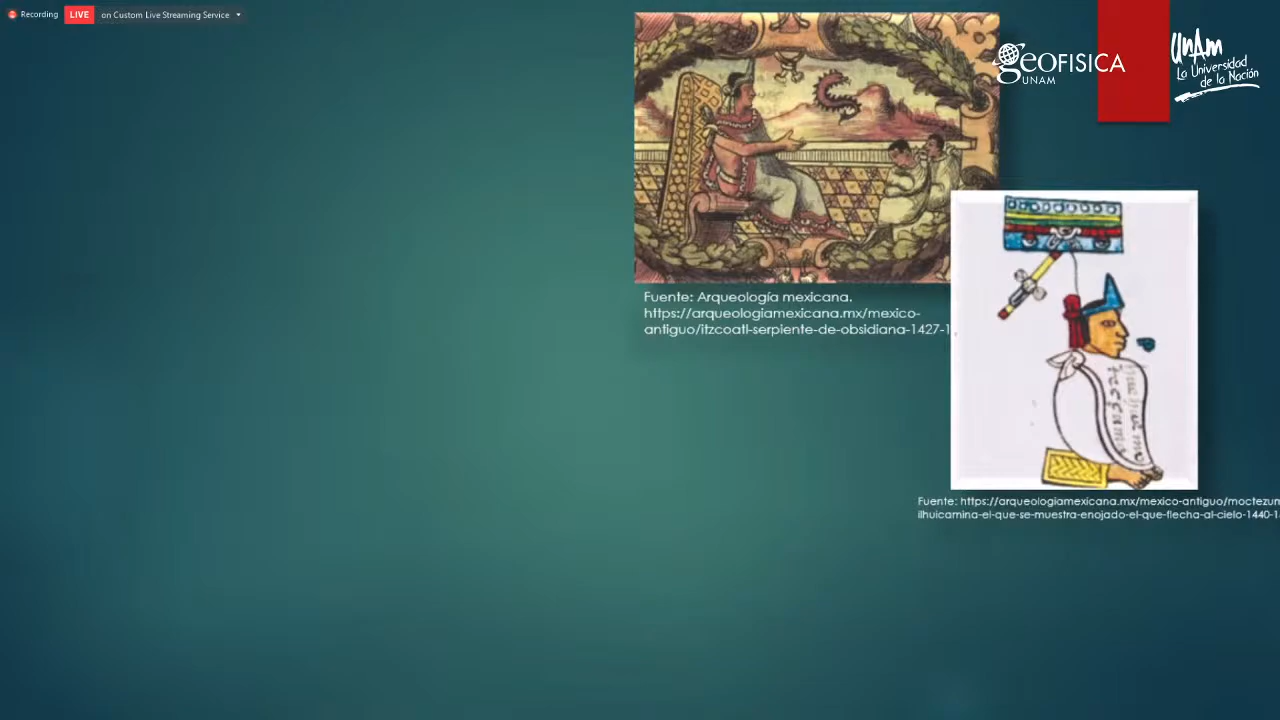 Recording
LIVE
on Custom Live Streaming Service
GEOFISICA
UNAM
UNAM
La Universidad
de la Nación
Fuente: Arqueología mexicana.
https://arqueologiamexicana.mx/mexico-
antiguo/itzcoatl-serpiente-de-obsidiana-1427-1
Fuente: https://arqueologiamexicana.mx/mexico-antiguo/moctezum
ilhuicamina-el-que-se-muestra-enojado-el-que-flecha-al-cielo-1440-1